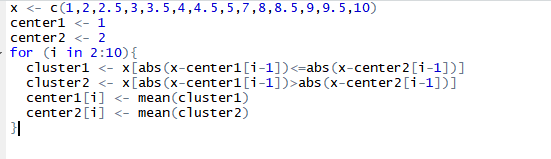 x <- c(1,2,2.5,3,3.5,4,4.5,5,7,8,8.5,9,9.5,10)
center1 <- 1
center2 <- 2
for (i in 2:10){
  cluster1 <- x[abs(x-center1[i-1])<=abs(x-center2[i-1])]
  cluster2 <- x[abs(x-center1[i-1])>abs(x-center2[i-1])]
  center1[i] <- mean(cluster1)
  center2[i] <- mean(cluster2)
}